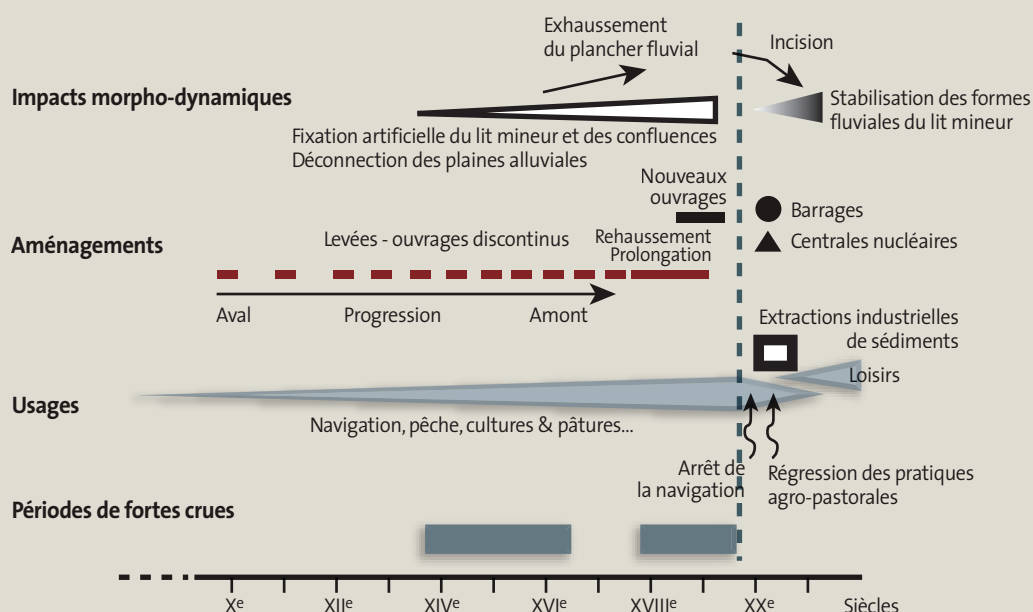 Exhaussement
du plancher fluvial
Incision
Impacts morpho-dynamiques
Stabilisation des formes
fluviales du lit mineur
Fixation artificielle du lit mineur et des confluences
Déconnection des plaines alluviales
Nouveaux
ouvrages
Barrages
Aménagements
Levées - ouvrages discontinus
Rehaussement
Prolongation
Centrales nucléaires
Aval
Progression
Amont
Extractions industrielles
de sédiments
Loisirs
Usages
Navigation, pêche, cultures & pâtures...
Arrêt de
la navigation
Régression des pratiques
agro-pastorales
Périodes de fortes crues
Xe XIIe XIVe XVIe XVIIIe XXe Siècles